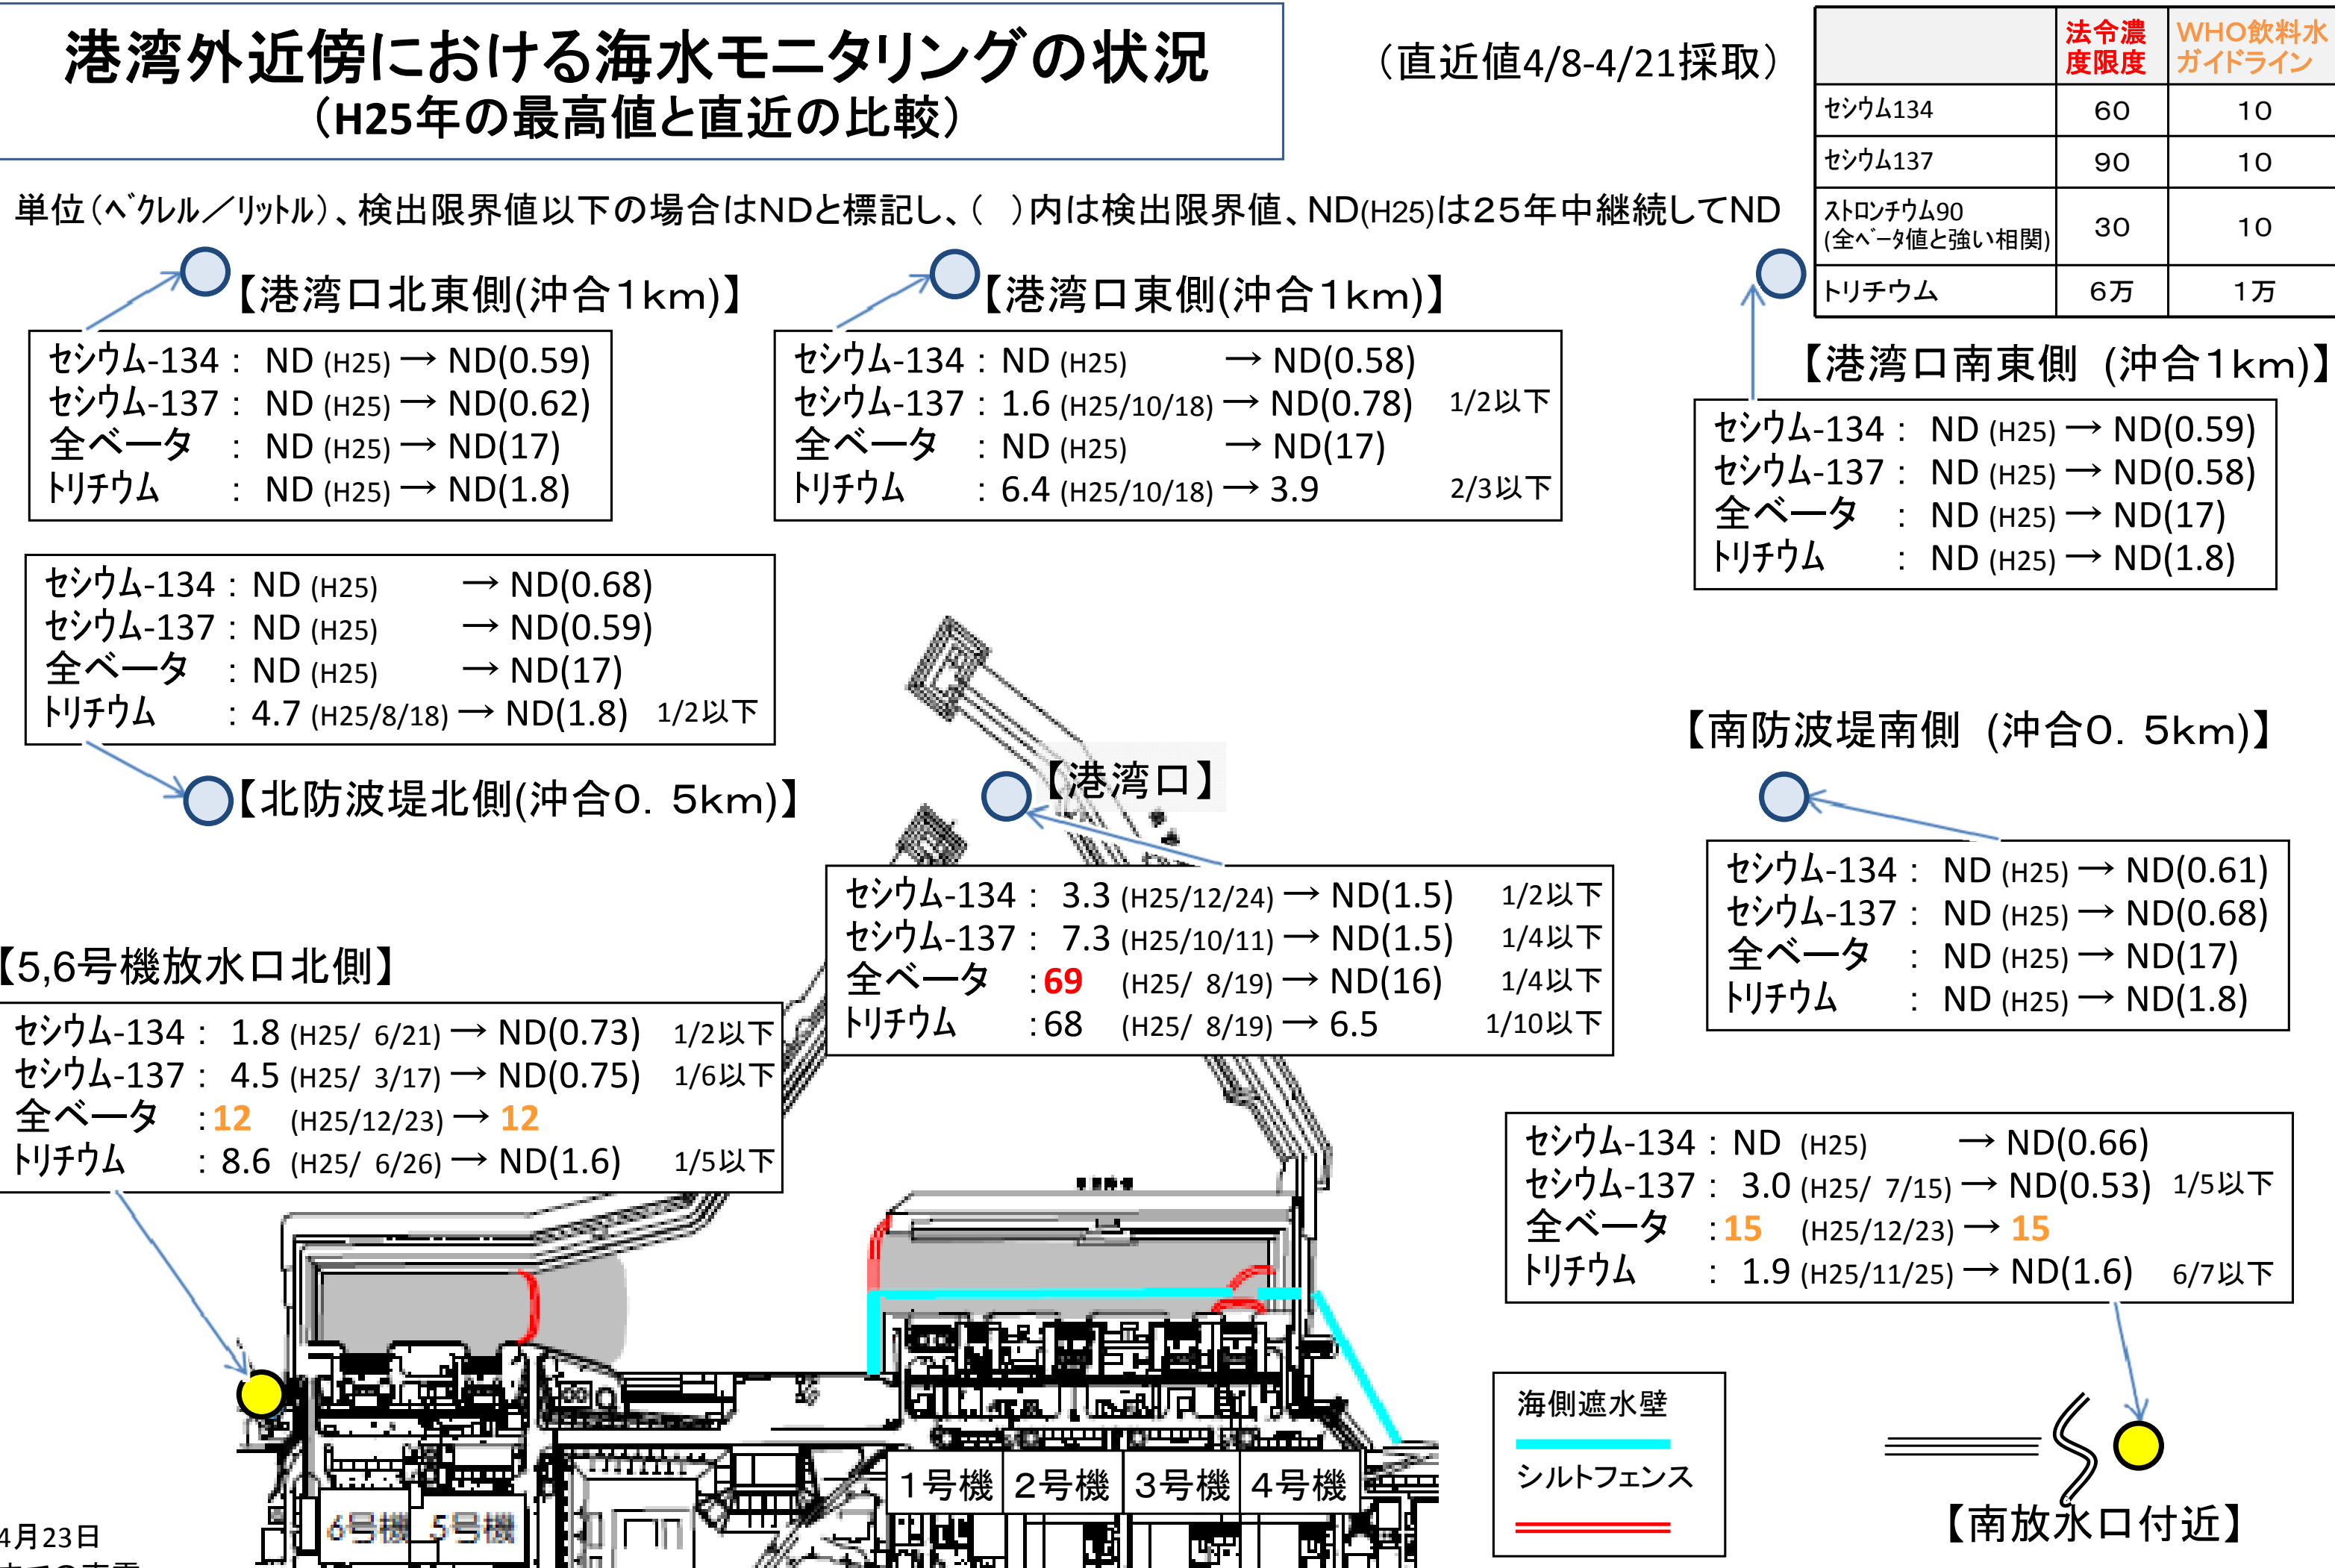 港湾外近傍における海水モニタリングの状況
（H25年の最高値と直近の比較）
（直近値4/8-4/21採取）
法令濃度限度 WHO飲料水ガイドライン
セシウム134 60 10
セシウム137 90 10
ストロンチウム90
(全ベータ値と強い相関) 30 10
トリチウム 6万 1万
単位（ベクレル／リットル）、検出限界値以下の場合はNDと標記し、（　）内は検出限界値、ND(H25)は25年中継続してND
【港湾口北東側(沖合1km)】
セシウム-134： ND (H25) → ND(0.59)
セシウム-137： ND (H25) → ND(0.62)
全ベータ ： ND (H25) → ND(17)
トリチウム ： ND (H25) → ND(1.8)
【港湾口東側(沖合1km)】
セシウム-134：ND (H25) → ND(0.58)
セシウム-137：1.6 (H25/10/18) → ND(0.78) 1/2以下
全ベータ ：ND (H25) → ND(17)
トリチウム ：6.4 (H25/10/18) → 3.9 2/3以下
【港湾口南東側 (沖合1km)】
セシウム-134： ND (H25) → ND(0.59)
セシウム-137： ND (H25) → ND(0.58)
全ベータ ： ND (H25) → ND(17)
トリチウム ： ND (H25) → ND(1.8)
セシウム-134：ND (H25) → ND(0.68)
セシウム-137：ND (H25) → ND(0.59)
全ベータ ：ND (H25) → ND(17)
トリチウム ：4.7 (H25/8/18) → ND(1.8) 1/2以下
【北防波堤北側(沖合0．5km)】
【港湾口】
セシウム-134： 3.3 (H25/12/24) → ND(1.5) 1/2以下
セシウム-137： 7.3 (H25/10/11) → ND(1.5) 1/4以下
全ベータ ：69 (H25/ 8/19) → ND(16) 1/4以下
トリチウム ：68 (H25/ 8/19) → 6.5 1/10以下
【南防波堤南側 (沖合0．5km)】
セシウム-134： ND (H25) → ND(0.61)
セシウム-137： ND (H25) → ND(0.68)
全ベータ ： ND (H25) → ND(17)
トリチウム ： ND (H25) → ND(1.8)
【5,6号機放水口北側】
セシウム-134： 1.8 (H25/ 6/21) → ND(0.73) 1/2以下
セシウム-137： 4.5 (H25/ 3/17) → ND(0.75) 1/6以下
全ベータ ：12 (H25/12/23) → 12
トリチウム ：8.6 (H25/ 6/26) → ND(1.6) 1/5以下
セシウム-134：ND (H25) → ND(0.66)
セシウム-137： 3.0 (H25/ 7/15) → ND(0.53) 1/5以下
全ベータ ：15 (H25/12/23) → 15
トリチウム ： 1.9 (H25/11/25) → ND(1.6) 6/7以下
【南放水口付近】
海側遮水壁
シルトフェンス
1号機 2号機 3号機 4号機
6号機 5号機
4月23日